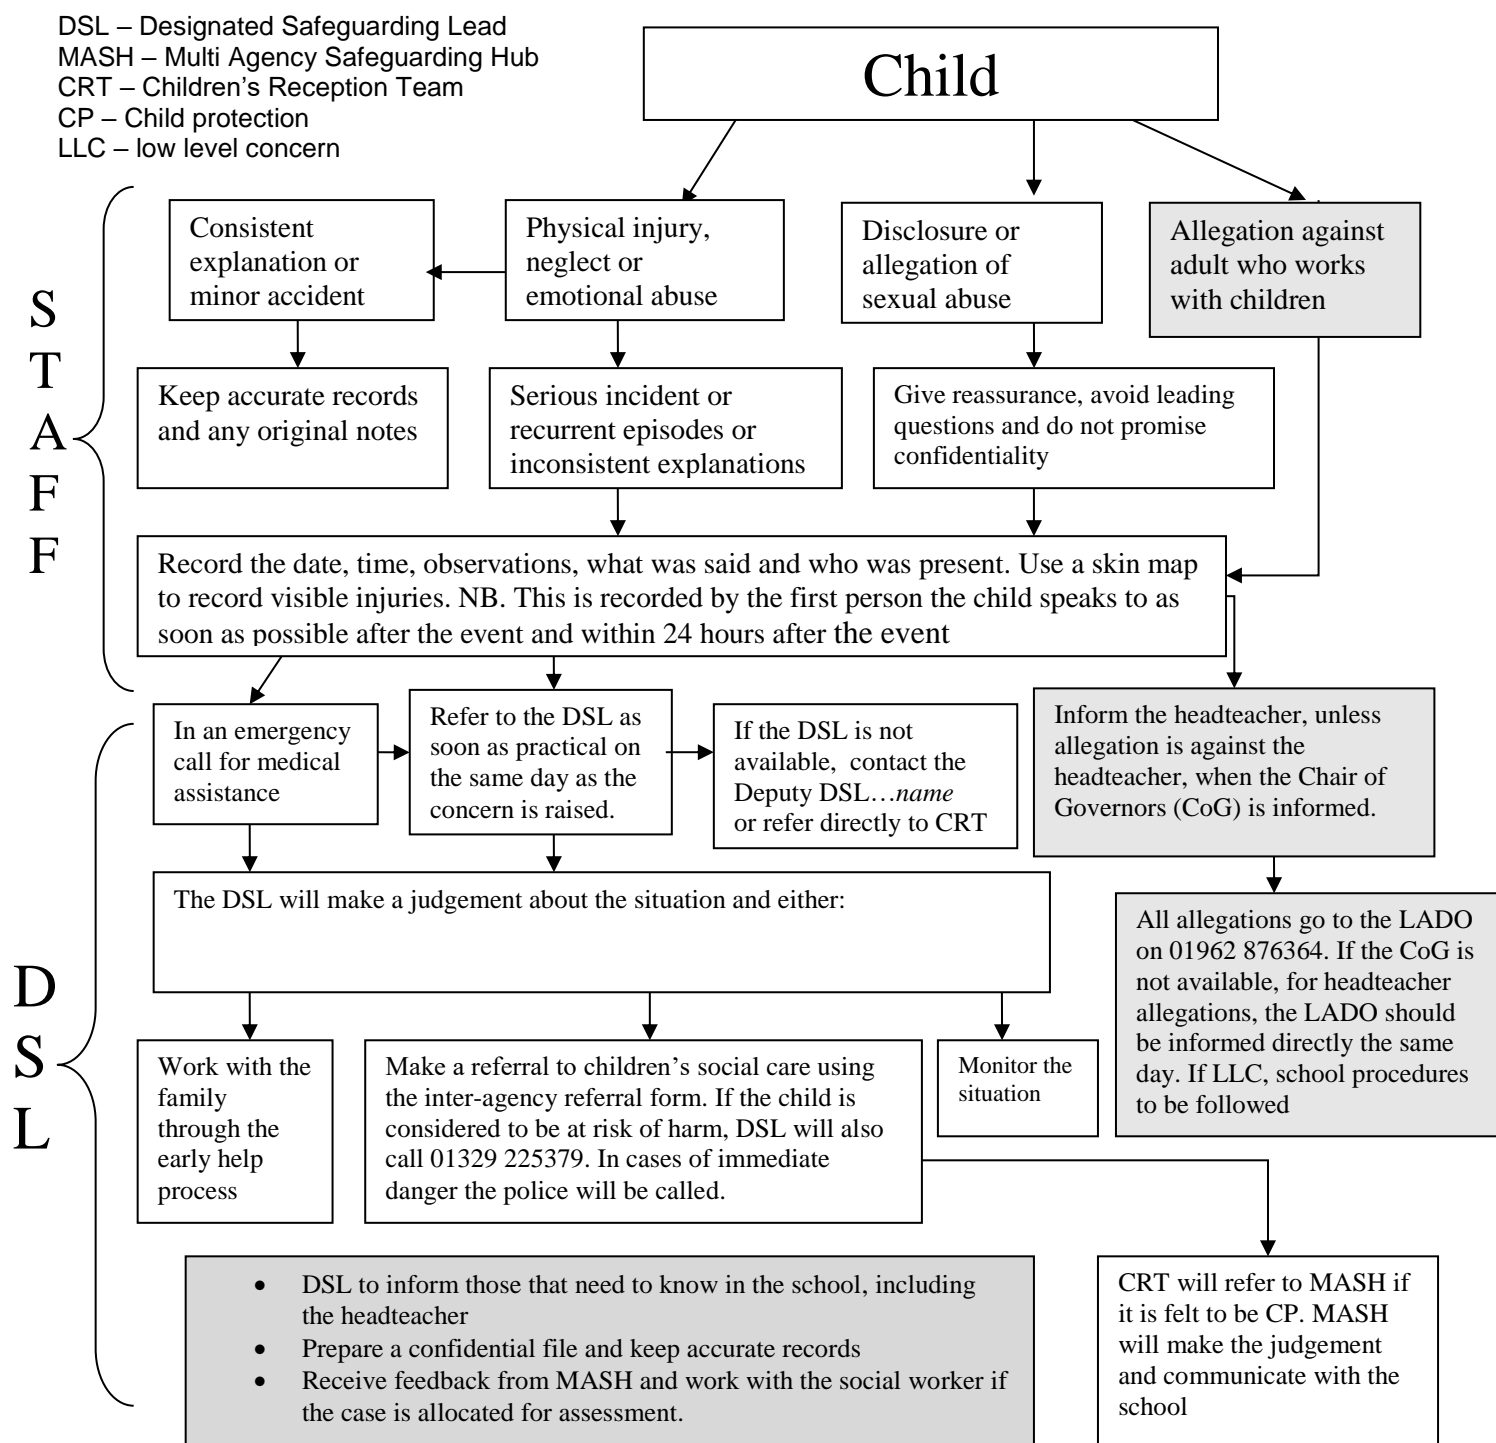 DSL – Designated Safeguarding Lead
MASH – Multi Agency Safeguarding Hub
CRT – Children's Reception Team
CP – Child protection
LLC – low level concern
Child
STAFF
Consistent
explanation or
minor accident
Physical injury,
neglect or
emotional abuse
Disclosure or
allegation of
sexual abuse
Allegation against
adult who works
with children
Keep accurate records
and any original notes
Serious incident or
recurrent episodes or
inconsistent explanations
Give reassurance, avoid leading
questions and do not promise
confidentiality
Record the date, time, observations, what was said and who was present. Use a skin map
to record visible injuries. NB. This is recorded by the first person the child speaks to as
soon as possible after the event and within 24 hours after the event
DSL
In an emergency
call for medical
assistance
Refer to the DSL as
soon as practical on
the same day as the
concern is raised.
If the DSL is not
available, contact the
Deputy DSL…name
or refer directly to CRT
Inform the headteacher, unless
allegation is against the
headteacher, when the Chair of
Governors (CoG) is informed.
The DSL will make a judgement about the situation and either:
All allegations go to the LADO
on 01962 876364. If the CoG is
not available, for headteacher
allegations, the LADO should
be informed directly the same
day. If LLC, school procedures
to be followed
Work with the
family
through the
early help
process
Make a referral to children's social care using
the inter-agency referral form. If the child is
considered to be at risk of harm, DSL will also
call 01329 225379. In cases of immediate
danger the police will be called.
Monitor the
situation
• DSL to inform those that need to know in the school, including
the headteacher
• Prepare a confidential file and keep accurate records
• Receive feedback from MASH and work with the social worker if
the case is allocated for assessment.
CRT will refer to MASH if
it is felt to be CP. MASH
will make the judgement
and communicate with the
school